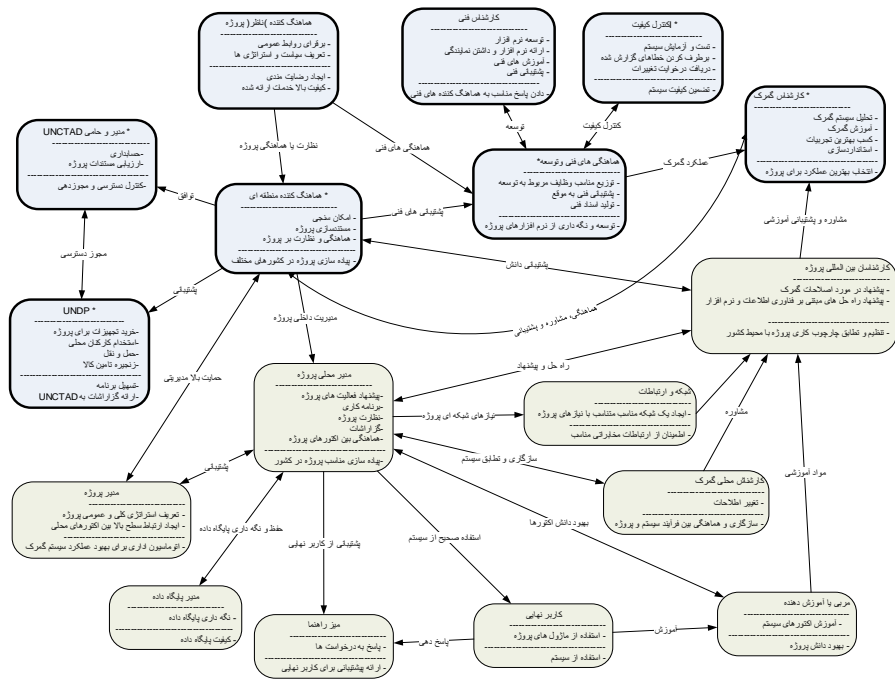 هماهنگ کننده )ناظر( پروژه
- برقرای روابط عمومی
- تعریف سیاست و استراتژی ها
- ایجاد رضایت مندی
- کیفیت بالا خدمات ارائه شده
کارشناس فنی
- توسعه نرم افزار
- ارائه نرم افزار و داشتن نمایندگی
- آموزش های فنی
- پشتیبانی فنی
- دادن پاسخ مناسب به هماهنگ کننده های فنی
* کنترل کیفیت
- تست و آزمایش سیستم
- برطرف کردن خطاهای گزارش شده
- دریافت درخواست تغییرات
- تضمین کیفیت سیستم
* کارشناس گمرک
- تحلیل سیستم گمرک
- آموزش گمرک
- کسب بهترین تجربیات
- استانداردسازی
- انتخاب بهترین عملکرد برای پروژه
* مدیر و حامی UNCTAD
-حسابداری
-ارزیابی مستندات پروژه
-کنترل دسترسی و مجوزدهی
نظارت یا هماهنگی پروژه
هماهنگی های فنی
توسعه
کنترل کیفیت
عملکرد گمرک
هماهنگی های فنی وتوسعه*
- توزیع مناسب وظایف مربوط به توسعه
- پشتیبانی فنی به موقع
- تولید اسناد فنی
- توسعه و نگه داری از نرم افزارهای پروژه
* هماهنگ کننده منطقه ای
- امکان سنجی
- مستندسازی پروژه
- هماهنگی و نظارت بر پروژه
- پیاده سازی پروژه در کشورهای مختلف
توافق
پشتیبانی های فنی
مشاوره و پشتیبانی آموزشی
مجوز دسترسی
پشتیبانی
پشتیبانی دانش
هماهنگی، مشاوره و پشتیبانی
مدیریت داخلی پروژه
کارشناسان بین المللی پروژه
- پیشنهاد در مورد اصلاحات گمرک
- پیشنهاد راه حل های مبتنی بر فناوری اطلاعات و نرم افزار
- تنظیم و تطابق چارچوب کاری پروژه با محیط کشور
UNDP *
-خرید تجهیزات برای پروژه
-استخدام کارکنان محلی
-حمل و نقل
-زنجیره تامین کالا
-تسهیل برنامه
-ارائه گزاراشات به UNCTAD
حمایت بالا مدیریتی
راه حل و پیشنهاد
مدیر محلی پروژه
-پیشنهاد فعالیت های پروژه
-برنامه کاری
-نظارت پروژه
-گزاراشات
-هماهنگی بین اکتورهای پروژه
-پیاده سازی مناسب پروژه در کشور
نیازهای شبکه ای پروژه
شبکه و ارتباطات
- ایجاد یک شبکه مناسب متناسب با نیازهای پروژه
- اطمینان از ارتباطات مخابراتی مناسب
مشاوره
سازگاری و تطابق سیستم
پشتیبانی
کارشناش محلی گمرک
- تغییر اطلاحات
- سازگاری و هماهنگی بین فرآیند سیستم و پروژه
مواد آموزشی
مدیر پروژه
- تعریف استراتژی کلی و عمومی پروژه
- ایجاد ارتباط سطح بالا بین اکتورهای محلی
- اتوماسیون اداری برای بهبود عملکرد سیستم گمرک
حفظ و نگه داری پایگاه داده
پشتیبانی از کاربر نهایی
استفاده صحیح از سیستم
بهبود دانش اکتورها
مدیر پایگاه داده
- نگه داری پایگاه داده
- کیفیت پایگاه داده
میز راهنما
- پاسخ به درخواست ها
- ارائه پیشتیبانی برای کاربر نهایی
پاسخ دهی
کاربر نهایی
- استفاده از ماژول های پروژه
- استفاده از سیستم
آموزش
مربی یا آموزش دهنده
- آموزش اکتورهای سیستم
- بهبود دانش پروژه